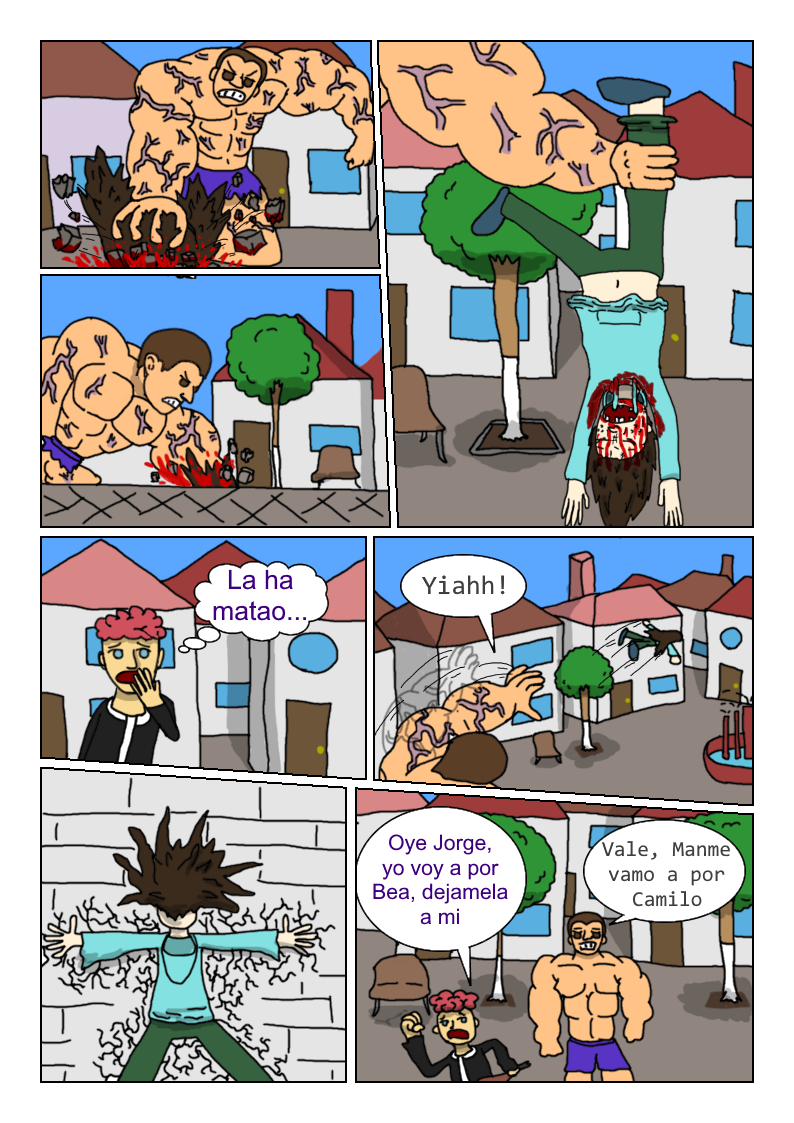 La ha
matao...
Yiahh!
Oye Jorge,
yo voy a por
Bea, dejamela
a mi
Vale, Manme
vamo a por
Camilo